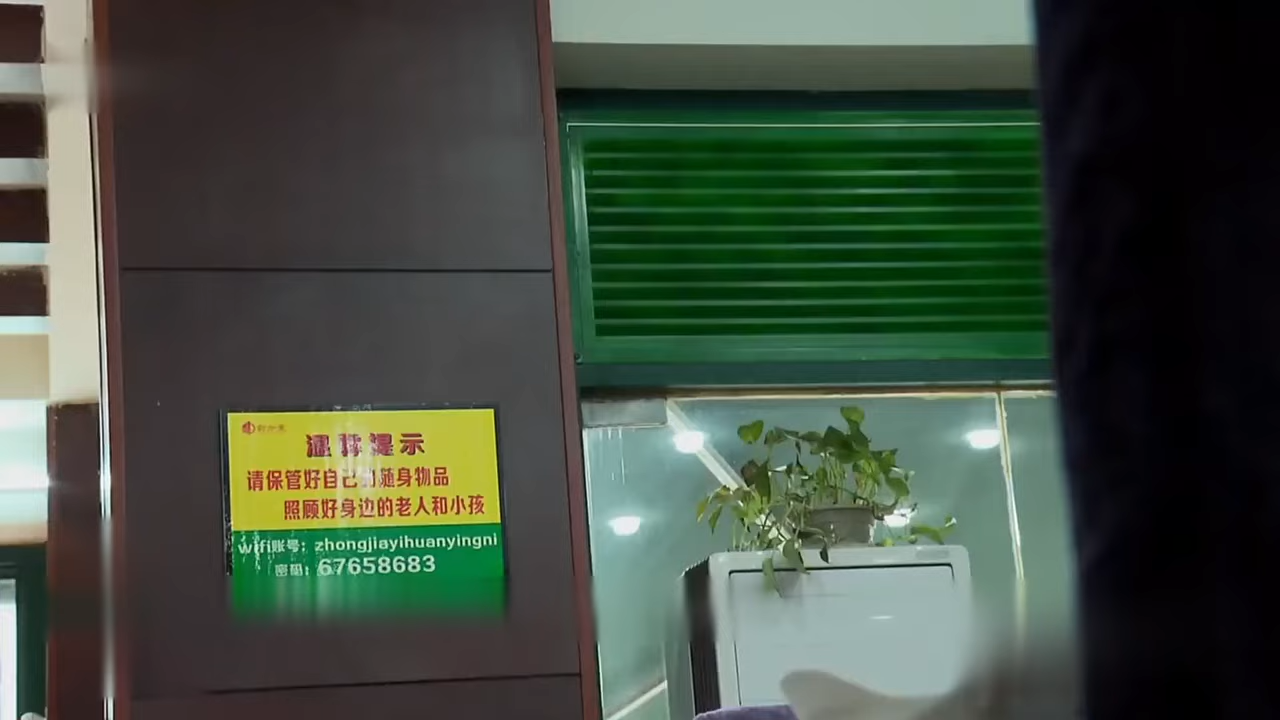 温馨提示
请保管好自己的随身物品
照顾好身边的老人和小孩
wifi账号：zhongjiayihuanyingni
密码：67658683